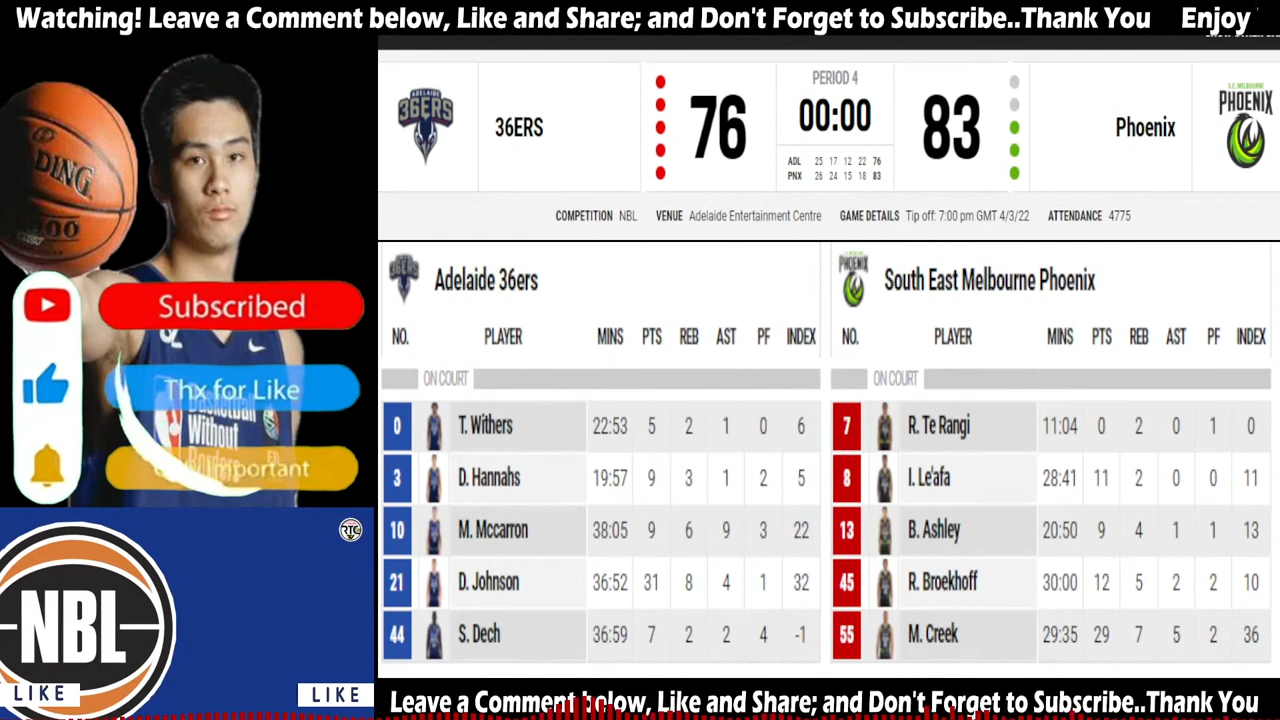 Watching! Leave a Comment below, Like and Share; and Don't Forget to Subscribe..Thank You Enjoy
ADELAIDE
36ERS
36ERS
76
PERIOD 4
00:00
ADL 25 17 12 22 76
PNX 26 24 15 18 83
83
Phoenix
S.E. MELBOURNE
PHOENIX
COMPETITION NBL VENUE Adelaide Entertainment Centre GAME DETAILS Tip off: 7:00 pm GMT 4/3/22 ATTENDANCE 4775
36ERS
Adelaide 36ers
NO. PLAYER MINS PTS REB AST PF INDEX
ON COURT
0 T. Withers 22:53 5 2 1 0 6
3 D. Hannahs 19:57 9 3 1 2 5
10 M. Mccarron 38:05 9 6 9 3 22
21 D. Johnson 36:52 31 8 4 1 32
44 S. Dech 36:59 7 2 2 4 -1
PHOENIX
South East Melbourne Phoenix
NO. PLAYER MINS PTS REB AST PF INDEX
ON COURT
7 R. Te Rangi 11:04 0 2 0 1 0
8 I. Le'afa 28:41 11 2 0 0 11
13 B. Ashley 20:50 9 4 1 1 13
45 R. Broekhoff 30:00 12 5 2 2 10
55 M. Creek 29:35 29 7 5 2 36
DING
Subscribed
Thx for Like
Basketball
Without
Borders
Important
RTC
NBL
LIKE
LIKE
Leave a Comment below, Like and Share; and Don't Forget to Subscribe..Thank You